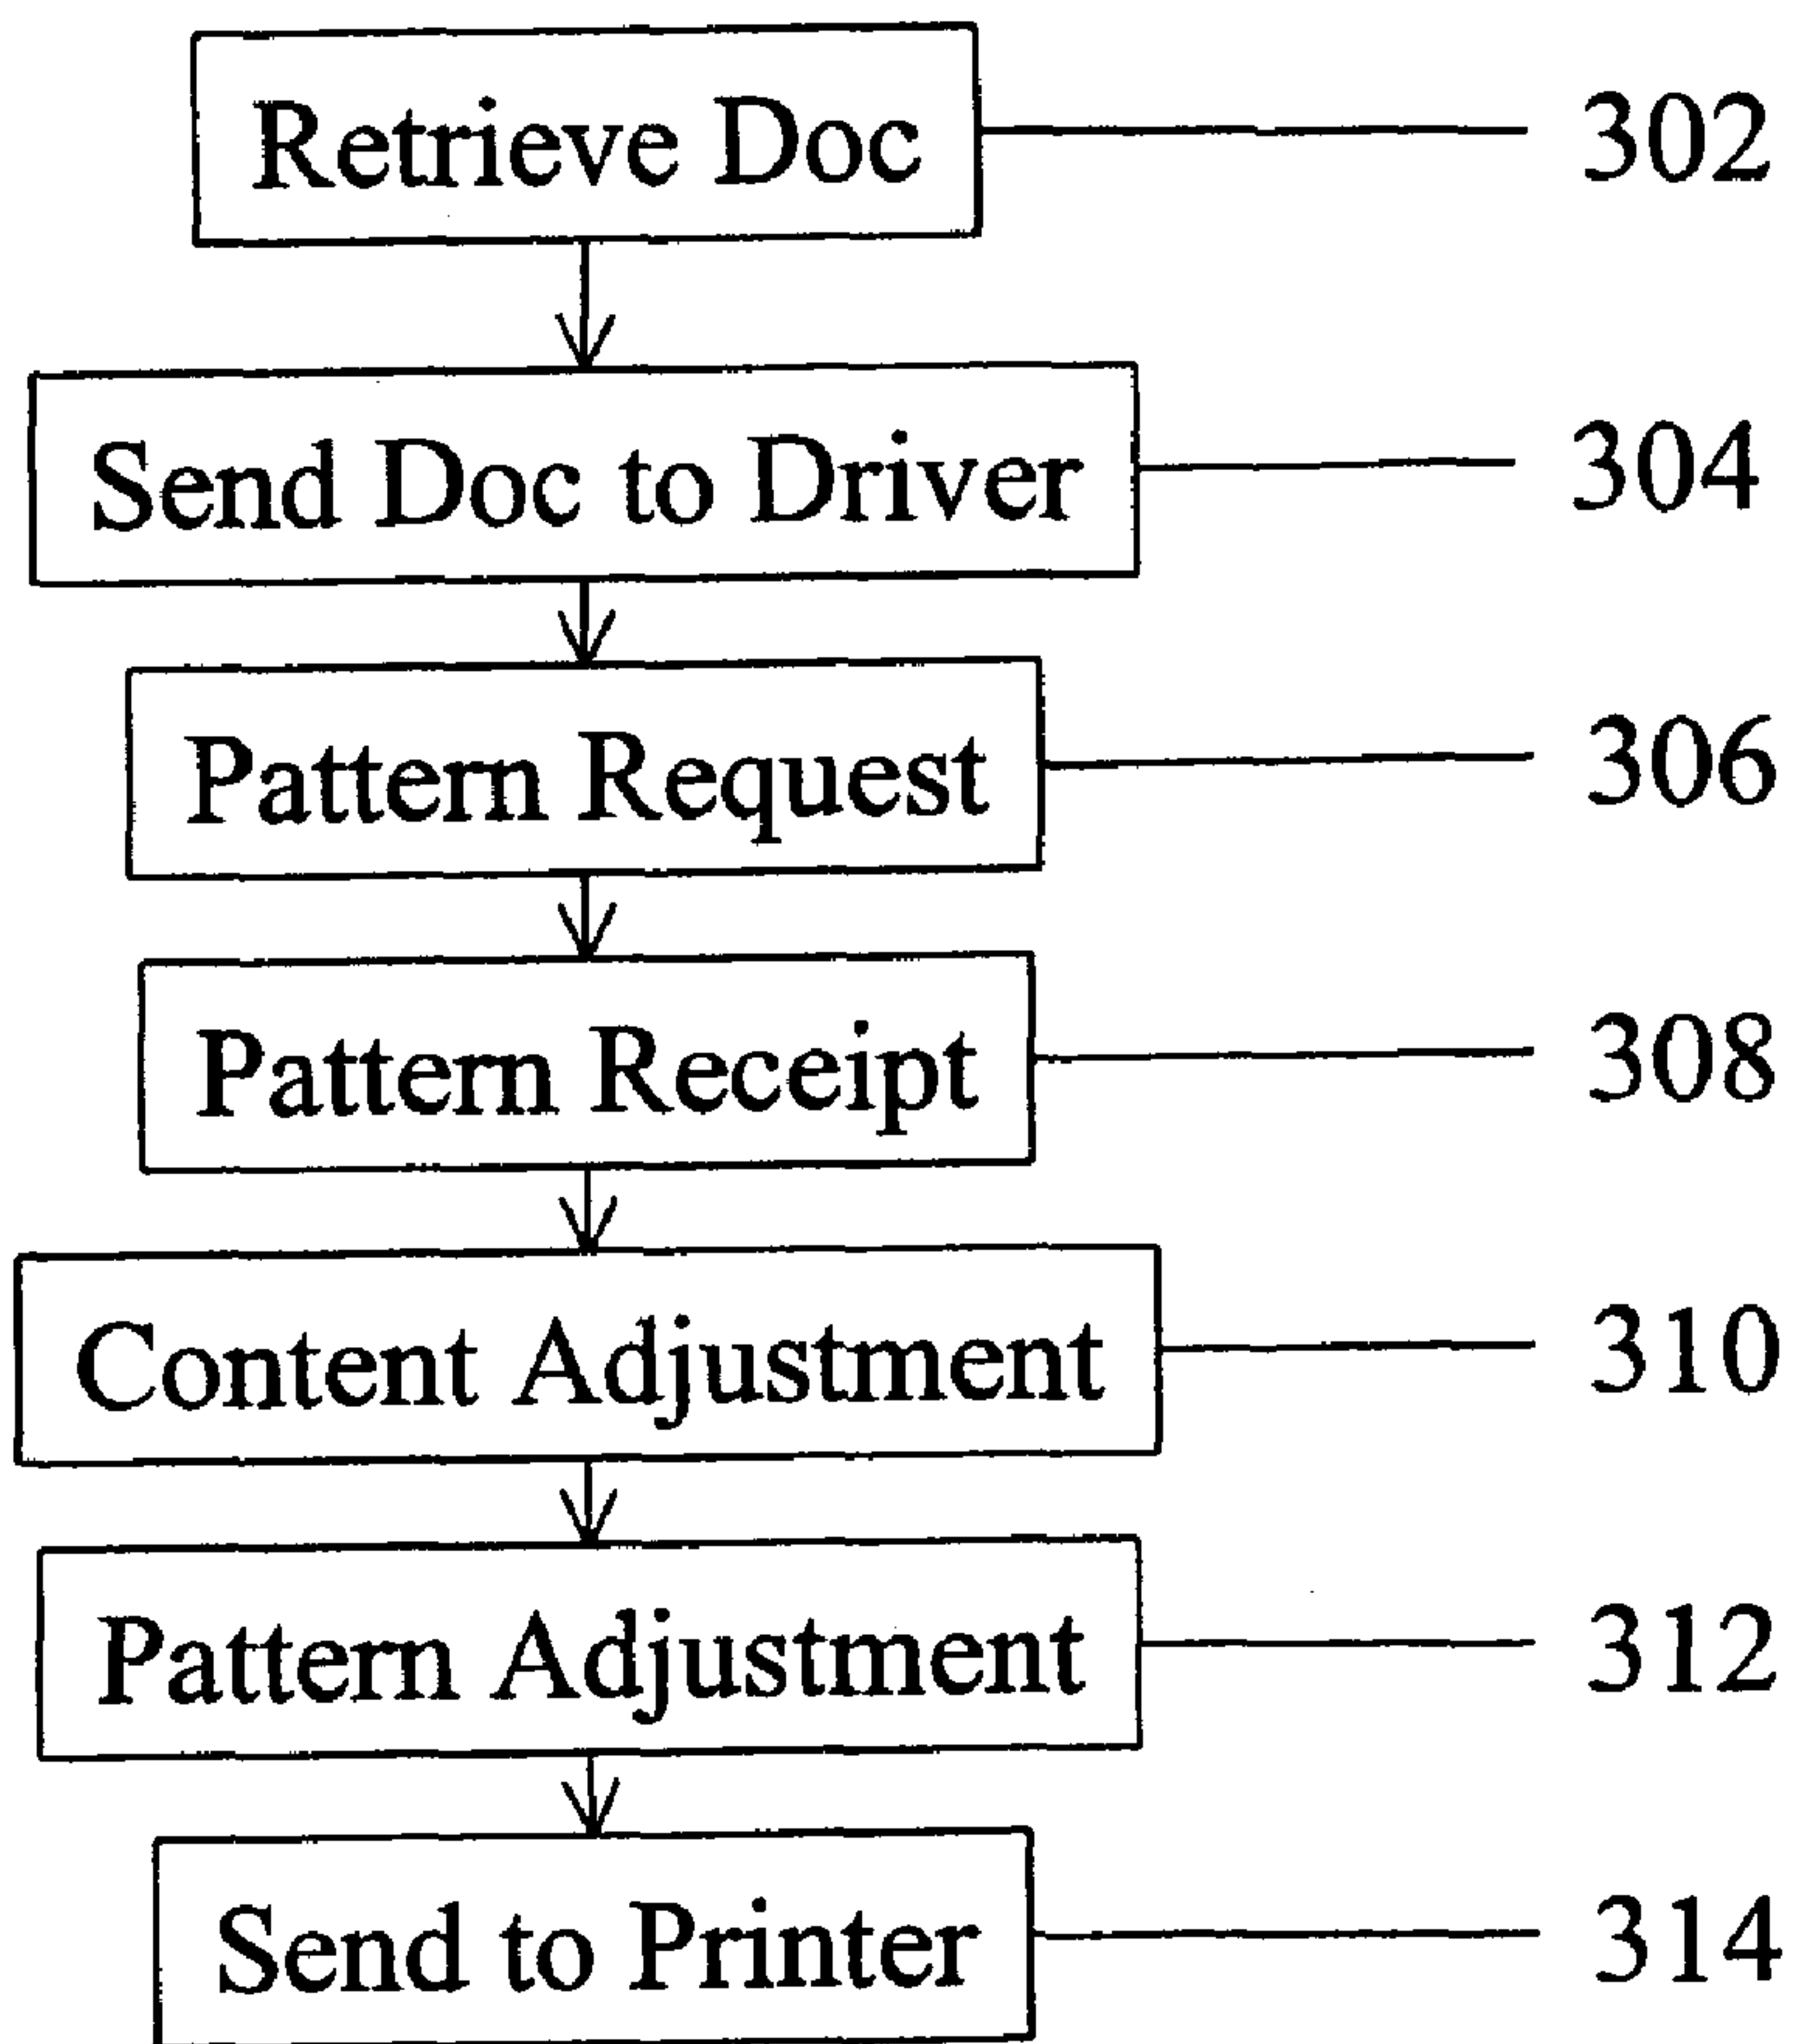 Retrieve Doc 302
Send Doc to Driver 304
Pattern Request 306
Pattern Receipt 308
Content Adjustment 310
Pattern Adjustment 312
Send to Printer 314